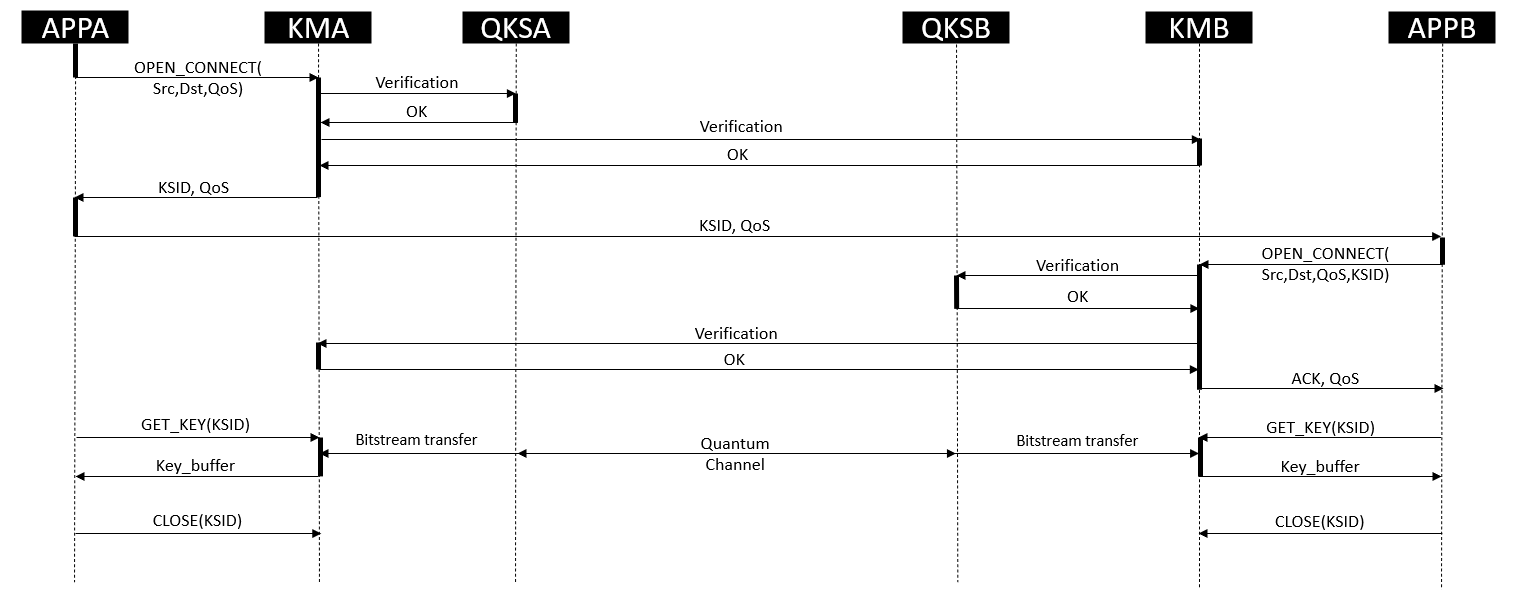 APPA
KMA
QKSA
QKSB
KMB
APPB
OPEN_CONNECT(
Src,Dst,QoS)
Verification
OK
Verification
OK
KSID, QoS
KSID, QoS
OPEN_CONNECT(
Src,Dst,QoS,KSID)
Verification
OK
Verification
OK
ACK, QoS
GET_KEY(KSID)
Bitstream transfer
Quantum
Channel
Bitstream transfer
GET_KEY(KSID)
Key_buffer
Key_buffer
CLOSE(KSID)
CLOSE(KSID)